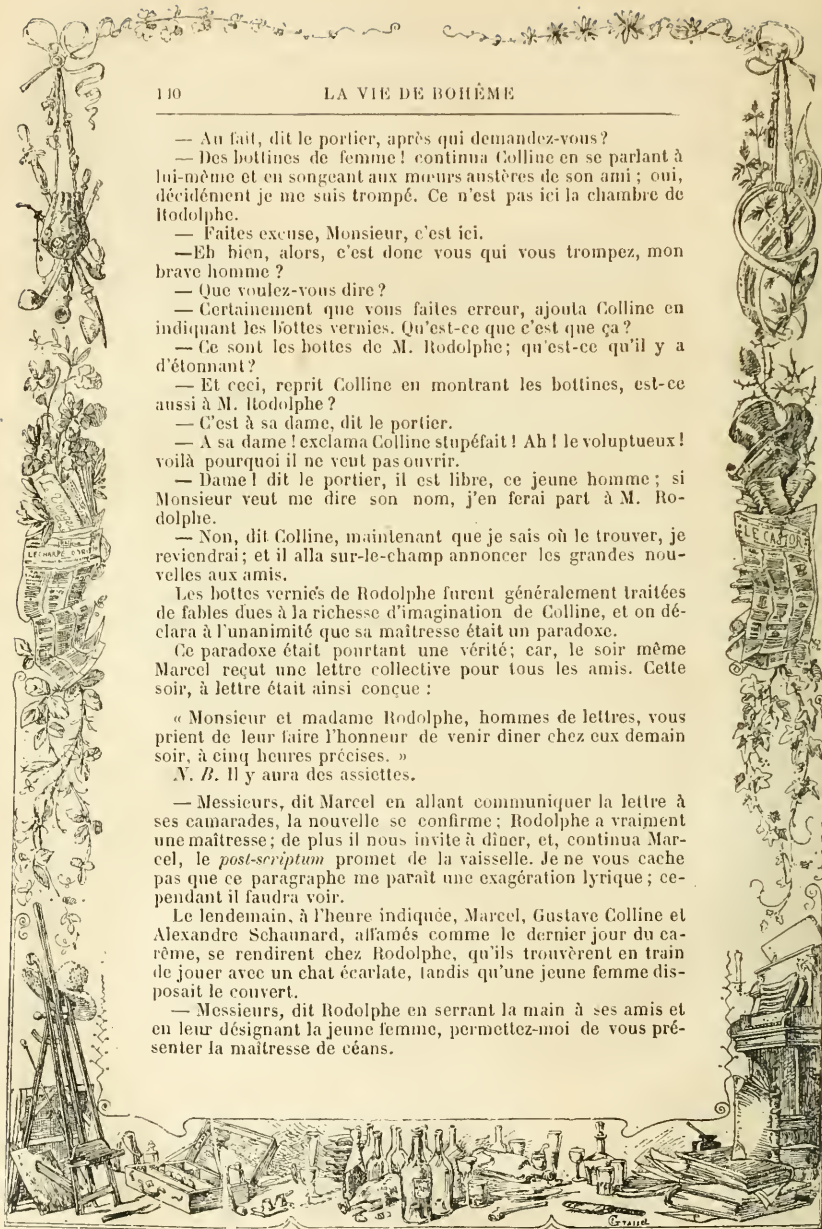 110 LA VIE DE BOHÊME
— Au fait, dit le portier, après qui demandez-vous?
— Des bottines de femme! continua Colline en se parlant à
lui-même et en songeant aux mœurs austères de son ami; oui,
décidément je me suis trompé. Ce n'est pas ici la chambre de
Rodolphe.
— Faites excuse, Monsieur, c'est ici.
—Eh bien, alors, c'est donc vous qui vous trompez, mon
brave homme?
— Que voulez-vous dire?
— Certainement que vous faites erreur, ajouta Colline en
indiquant les bottes vernies. Qu'est-ce que c'est que ça?
— Ce sont les bottes de M. Rodolphe; qu'est-ce qu'il y a
d'étonnant?
— Et ceci, reprit Colline en montrant les bottines, est-ce
aussi à M. Rodolphe?
— C'est à sa dame, dit le portier.
— A sa dame! exclama Colline stupéfait! Ah! le voluptueux!
voilà pourquoi il ne veut pas ouvrir.
— Dame! dit le portier, il est libre, ce jeune homme; si
Monsieur veut me dire son nom, j'en ferai part à M. Ro-
dolphe.
— Non, dit Colline, maintenant que je sais où le trouver, je
reviendrai; et il alla sur-le-champ annoncer les grandes nou-
velles aux amis.
Les bottes vernies de Rodolphe furent généralement traitées
de fables dues à la richesse d'imagination de Colline, et on dé-
clara à l'unanimité que sa maîtresse était un paradoxe.
Ce paradoxe était pourtant une vérité; car, le soir même
Marcel reçut une lettre collective pour tous les amis. Cette
soir, à lettre était ainsi conçue :
« Monsieur et madame Rodolphe, hommes de lettres, vous
prient de leur faire l'honneur de venir diner chez eux demain
soir, à cinq heures précises. »
N. B. Il y aura des assiettes.
— Messieurs, dit Marcel en allant communiquer la lettre à
ses camarades, la nouvelle se confirme; Rodolphe a vraiment
une maîtresse; de plus il nous invite à dîner, et, continua Mar-
cel, le post-scriptum promet de la vaisselle. Je ne vous cache
pas que ce paragraphe me paraît une exagération lyrique; ce-
pendant il faudra voir.
Le lendemain, à l'heure indiquée, Marcel, Gustave Colline et
Alexandre Schaunard, affamés comme le dernier jour du ca-
rême, se rendirent chez Rodolphe, qu'ils trouvèrent en train
de jouer avec un chat écarlate, tandis qu'une jeune femme dis-
posait le couvert.
— Messieurs, dit Rodolphe en serrant la main à ses amis et
en leur désignant la jeune femme, permettez-moi de vous pré-
senter la maîtresse de céans.
L'ECHARPE D'IRIS
LE CASTOR
Grasset